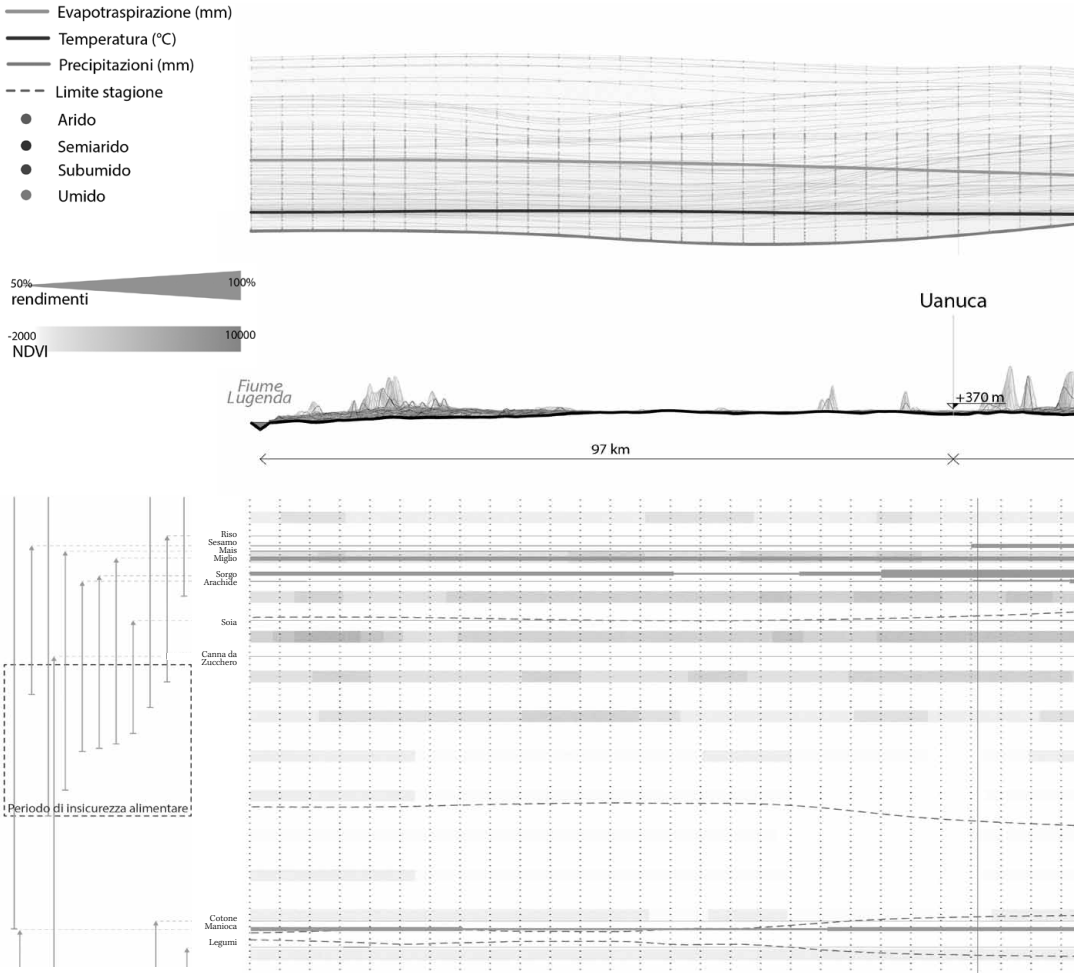 Evapotraspirazione (mm)
Temperatura (°C)
Precipitazioni (mm)
Limite stagione
Arido
Semiarido
Subumido
Umido
50%
100%
rendimenti
-2000
10000
NDVI
Uanuca
Fiume
Lugenda
+370 m
97 km
Riso
Sesamo
Mais
Miglio
Sorgo
Arachide
Soia
Canna da
Zucchero
Periodo di insicurezza alimentare
Cotone
Manioca
Legumi